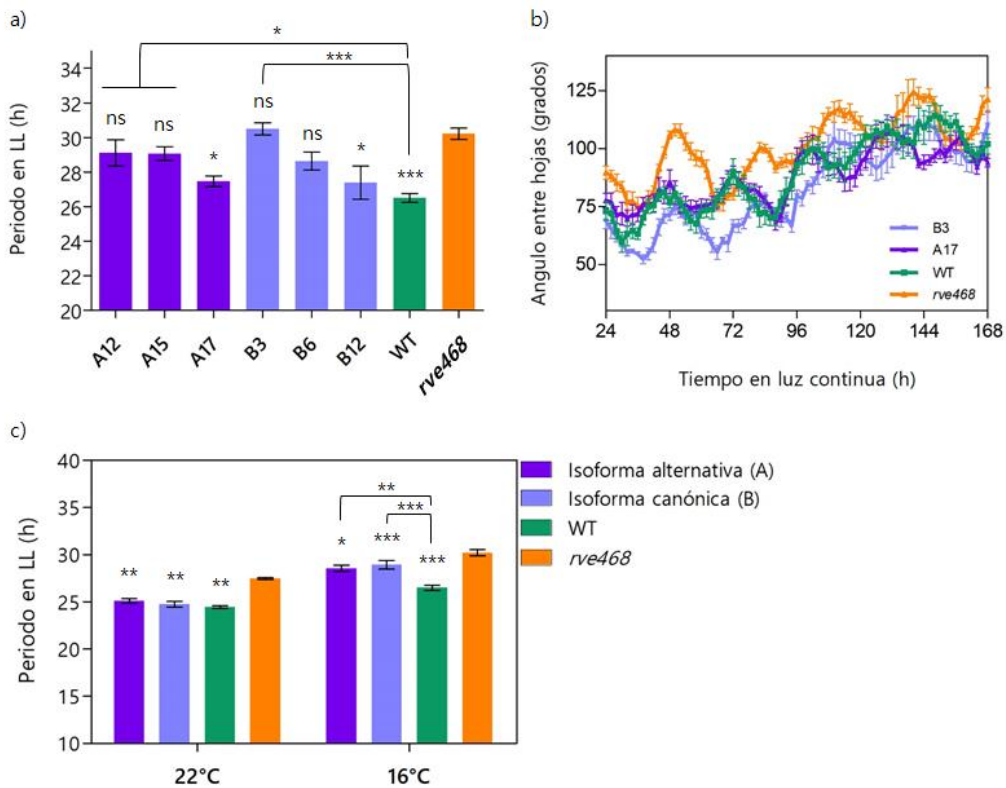 a)
*
***
ns
ns
*
ns
ns
*
***
Periodo en LL (h)
34
32
30
28
26
24
22
20
A12
A15
A17
B3
B6
B12
WT
rve468
b)
Angulo entre hojas (grados)
125
100
75
50
B3
A17
WT
rve468
24
48
72
96
120
144
168
Tiempo en luz continua (h)
c)
Periodo en LL (h)
40
35
30
25
20
15
10
**
**
**
**
***
*
***
***
22°C
16°C
Isoforma alternativa (A)
Isoforma canónica (B)
WT
rve468